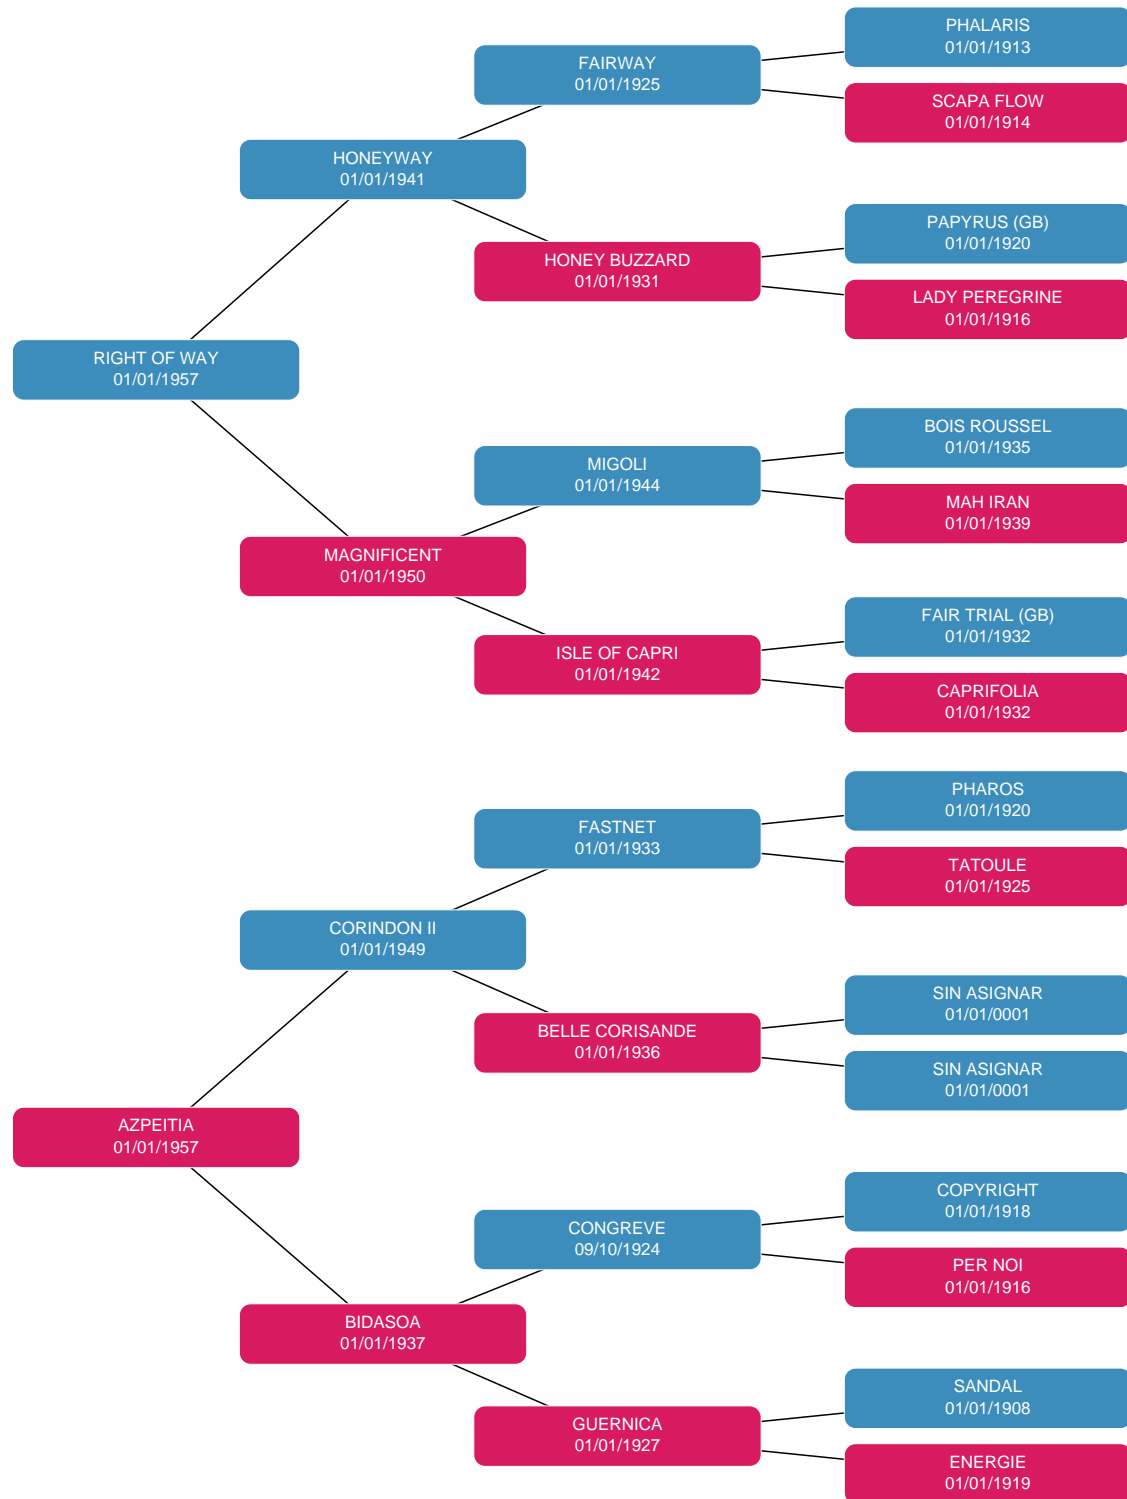 PHALARIS
01/01/1913
FAIRWAY
01/01/1925
SCAPA FLOW
01/01/1914
HONEYWAY
01/01/1941
PAPYRUS (GB)
01/01/1920
HONEY BUZZARD
01/01/1931
LADY PEREGRINE
01/01/1916
RIGHT OF WAY
01/01/1957
BOIS ROUSSEL
01/01/1935
MIGOLI
01/01/1944
MAH IRAN
01/01/1939
MAGNIFICENT
01/01/1950
FAIR TRIAL (GB)
01/01/1932
ISLE OF CAPRI
01/01/1942
CAPRIFOLIA
01/01/1932
PHAROS
01/01/1920
FASTNET
01/01/1933
TATOULE
01/01/1925
CORINDON II
01/01/1949
SIN ASIGNAR
01/01/0001
BELLE CORISANDE
01/01/1936
SIN ASIGNAR
01/01/0001
AZPEITIA
01/01/1957
COPYRIGHT
01/01/1918
CONGREVE
09/10/1924
PER NOI
01/01/1916
BIDASOA
01/01/1937
SANDAL
01/01/1908
GUERNICA
01/01/1927
ENERGIE
01/01/1919